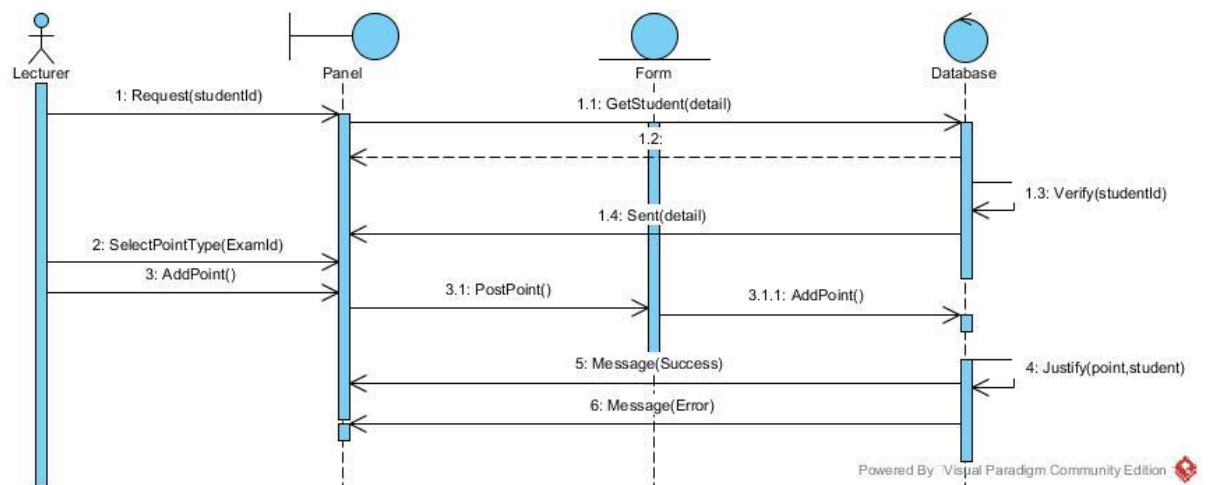 Lecturer
Panel
Form
Database
1: Request(studentId)
1.1: GetStudent(detail)
1.2:
1.3: Verify(studentId)
1.4: Sent(detail)
2: SelectPointType(ExamId)
3: AddPoint()
3.1: PostPoint()
3.1.1: AddPoint()
5: Message(Success)
4: Justify(point,student)
6: Message(Error)
Powered By Visual Paradigm Community Edition